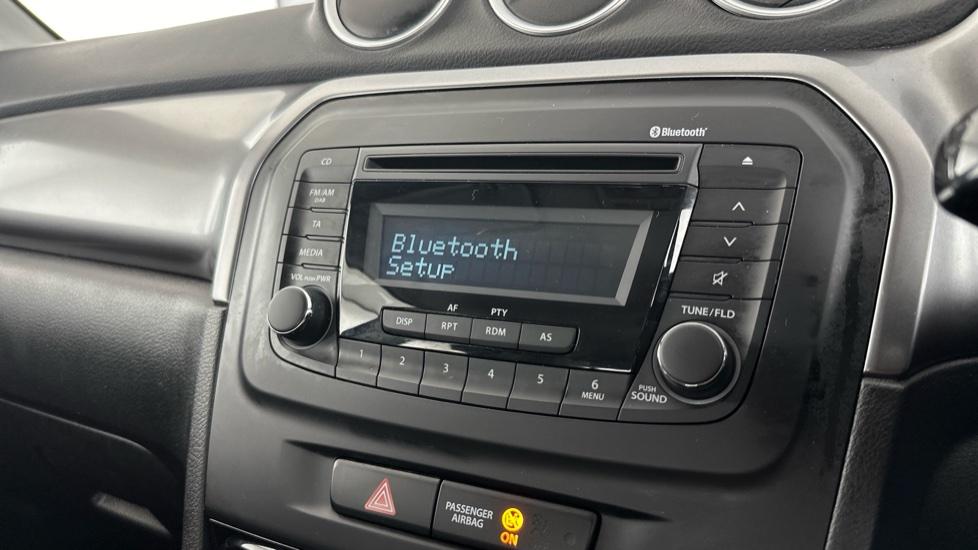 Bluetooth
CD
FM/AM
DAB
TA
MEDIA
VOL PUSH PWR
Bluetooth
Setup
AF PTY
DISP RPT RDM AS
1 2 3 4 5 6
MENU
TUNE/FLD
PUSH
SOUND
PASSENGER
AIRBAG
ON